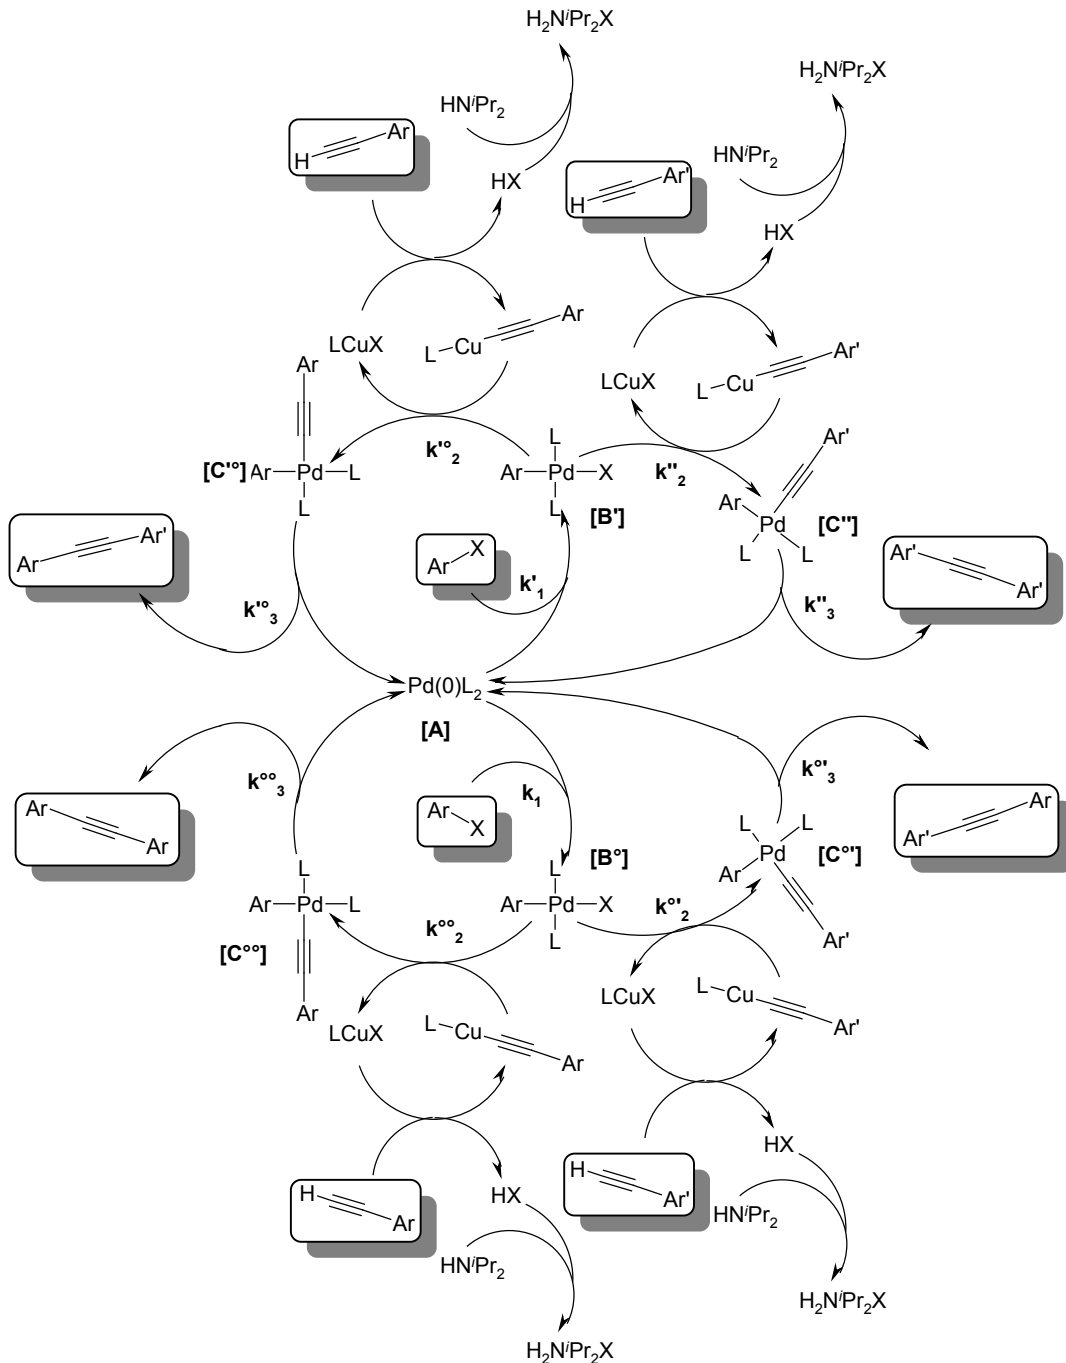 H₂NⁱPr₂X
H₂NⁱPr₂X
HNⁱPr₂
H Ar
HNⁱPr₂
HX
H Ar'
HX
Ar
LCuX
L Cu
Ar'
LCuX
L Cu
Ar
k'°₂
L
Ar Pd X
L
[B']
k''₂
Ar'
[C'°]
Ar Pd L
L
Ar
Pd
L L
[C'']
Ar Ar'
Ar X
k'₁
Ar' Ar'
k'°₃
k''₃
Pd(0)L₂
[A]
k°°₃
k°'₃
Ar X
k₁
Ar Ar
Ar' Ar
L L
Pd
Ar
[C°']
[B°]
L
Ar Pd X
L
L
Ar Pd L
k°°₂
k°'₂
[C°°]
Ar'
Ar
LCuX
L Cu
Ar'
LCuX
L Cu
Ar
HX
H Ar'
H Ar
HX
HNⁱPr₂
HNⁱPr₂
H₂NⁱPr₂X
H₂NⁱPr₂X